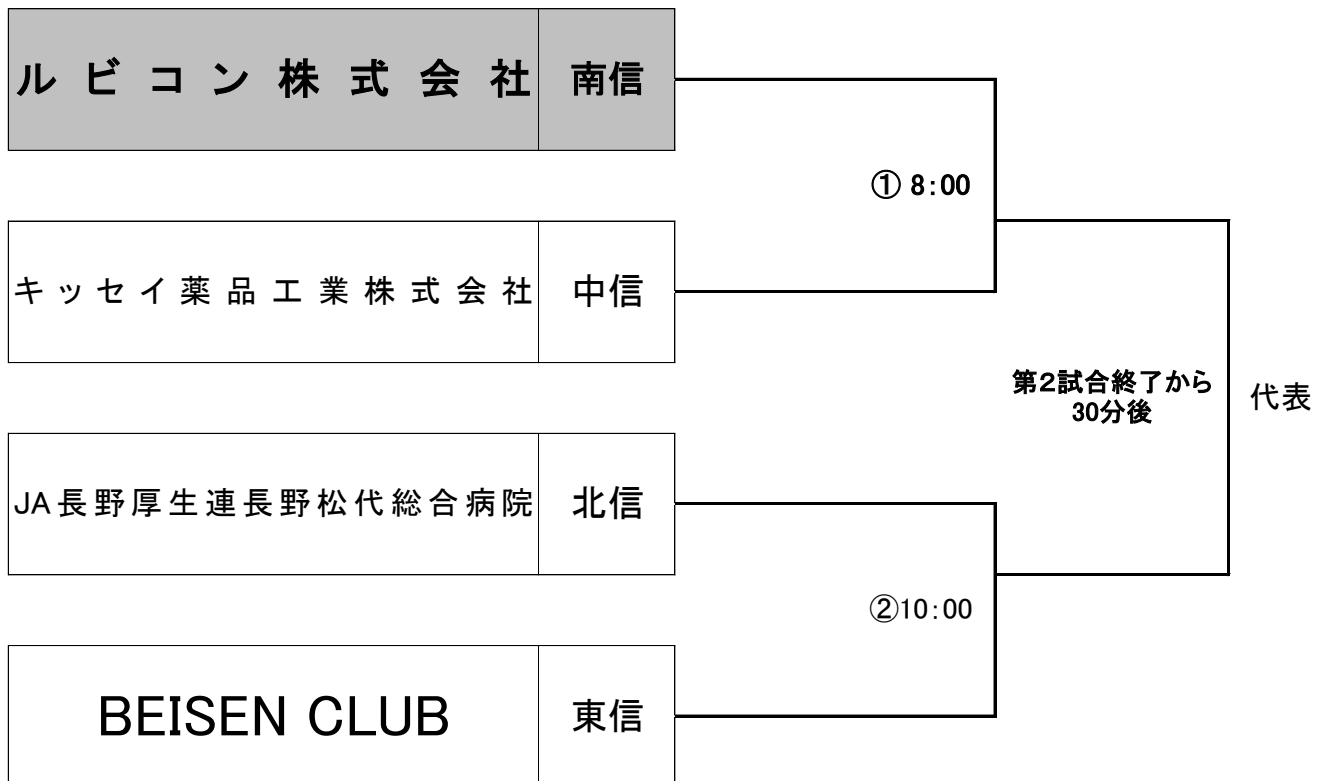 ルビコン株式会社 南信
① 8:00
キッセイ薬品工業株式会社 中信
第2試合終了から
30分後
代表
JA長野厚生連長野松代総合病院 北信
②10:00
BEISEN CLUB 東信